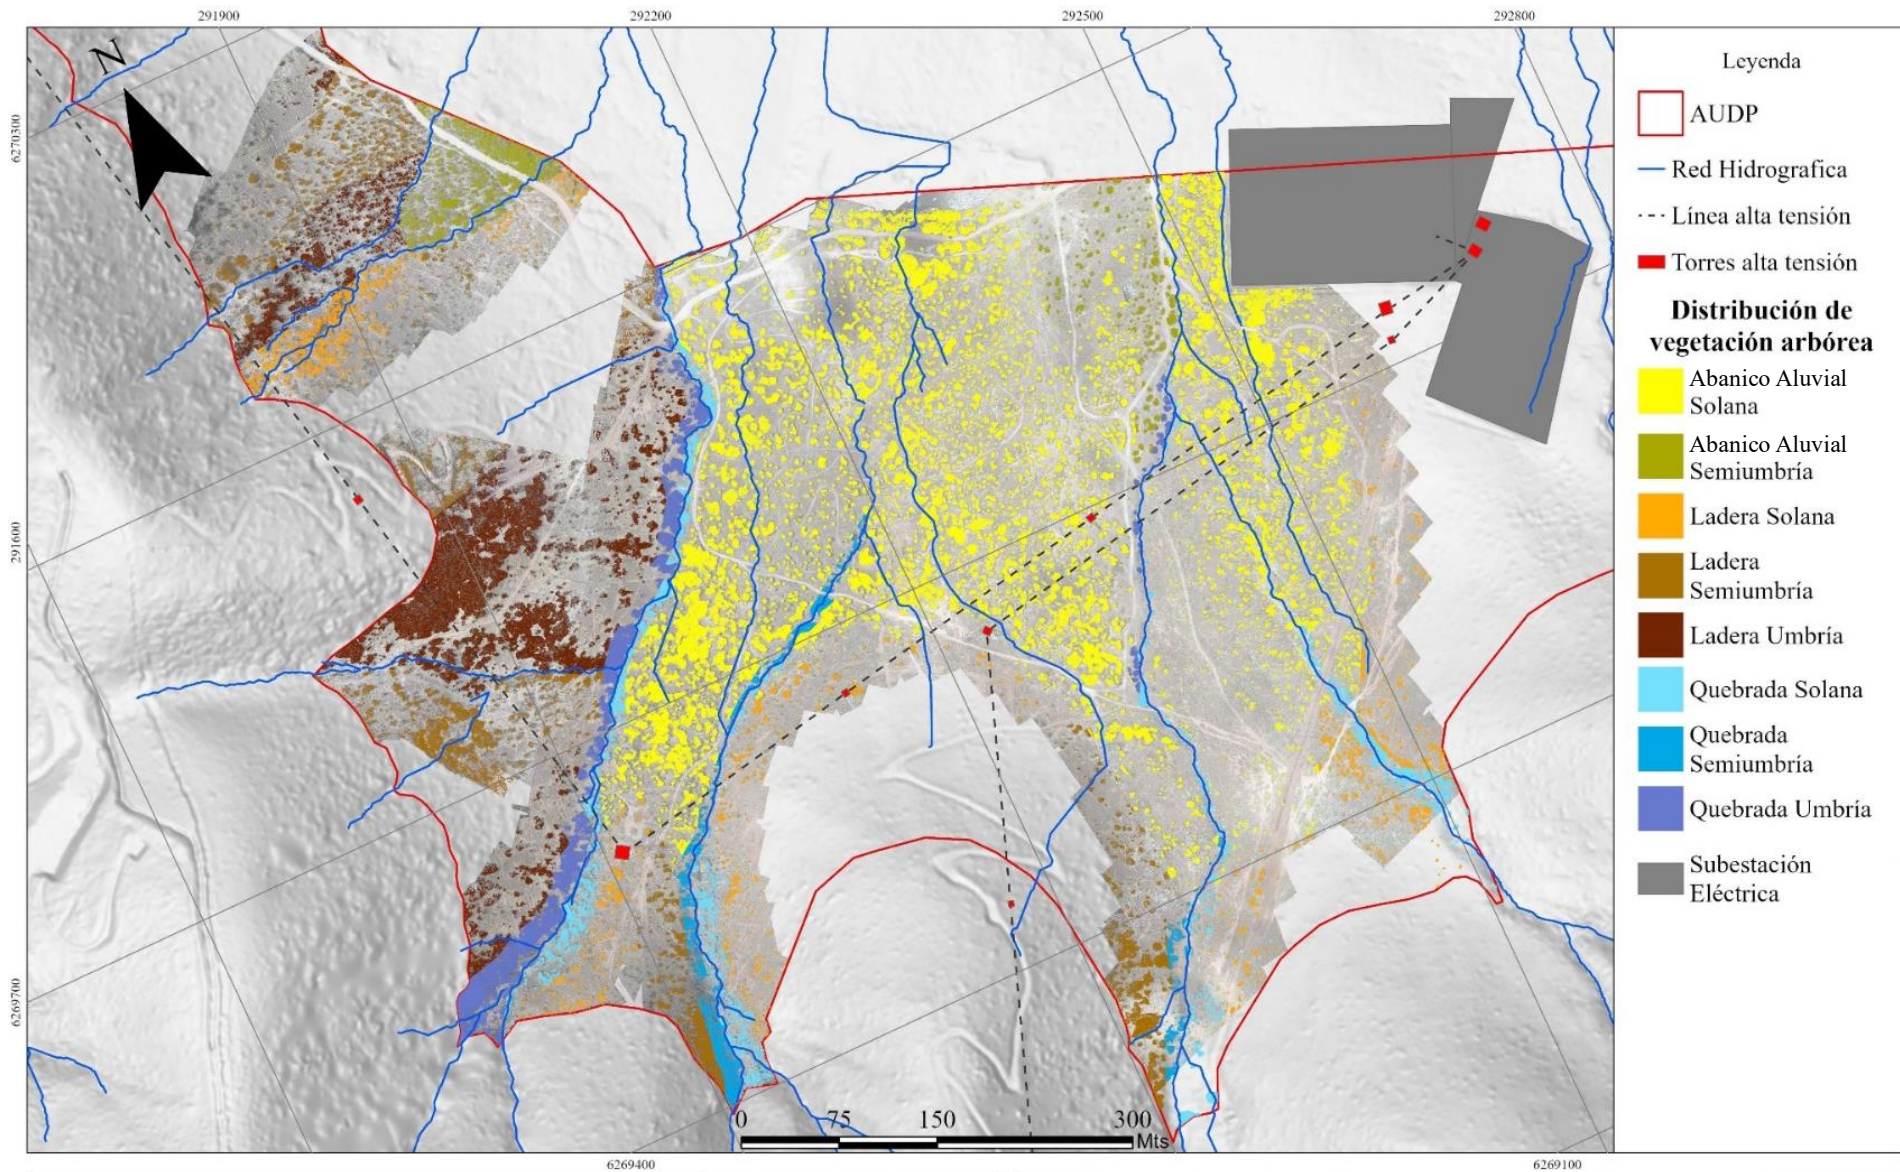 291900
292200
292500
292800
N
6270300
291600
6269700
6269400
6269100
0
75
150
300
Mts
Leyenda
AUDP
Red Hidrografica
Línea alta tensión
Torres alta tensión
Distribución de
vegetación arbórea
Abanico Aluvial
Solana
Abanico Aluvial
Semiumbría
Ladera Solana
Ladera
Semiumbría
Ladera Umbría
Quebrada Solana
Quebrada
Semiumbría
Quebrada Umbría
Subestación
Eléctrica